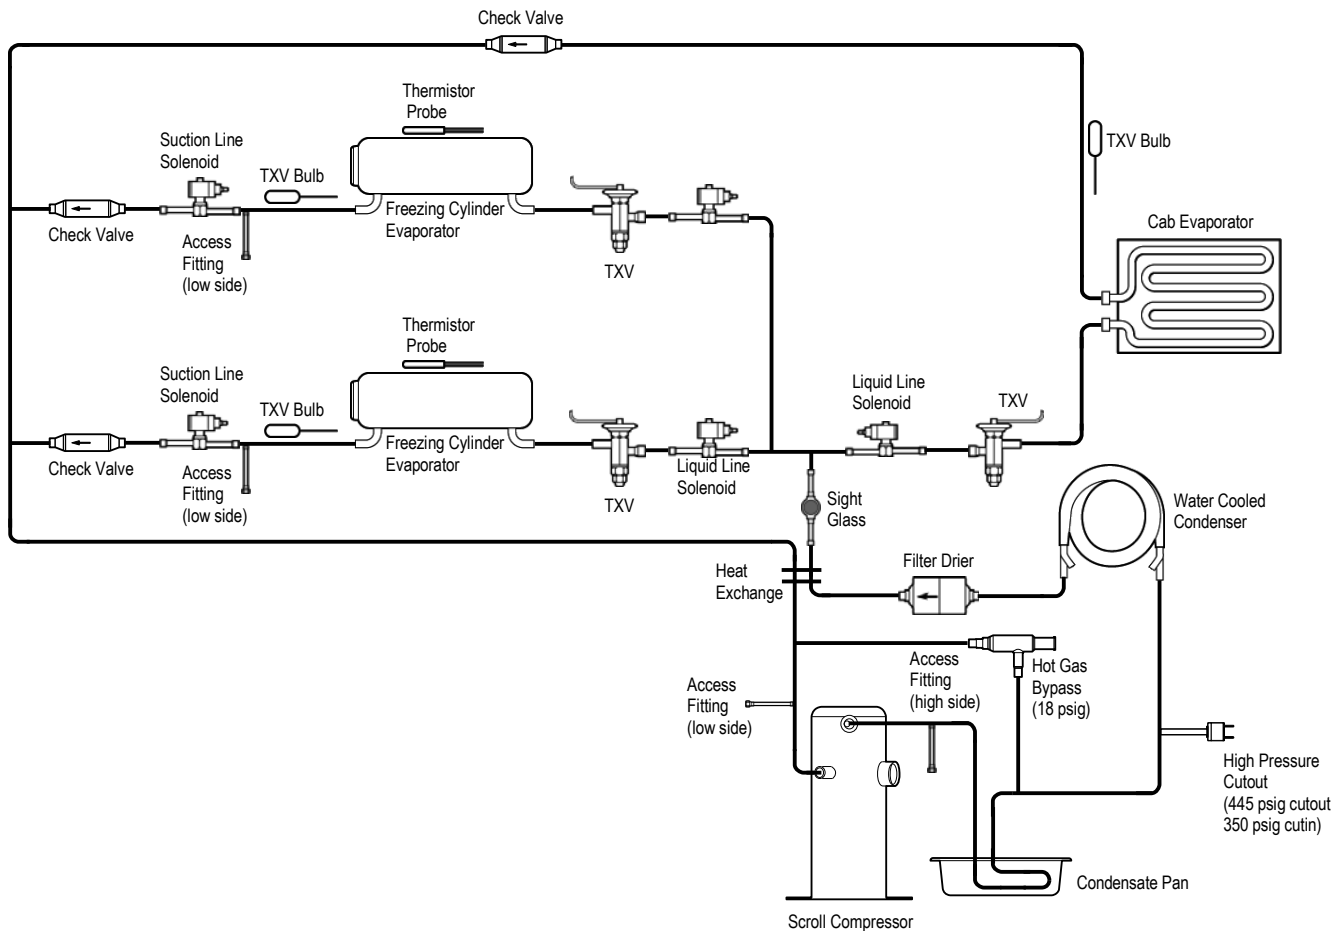 Check Valve
Thermistor
Probe
Suction Line
Solenoid
TXV Bulb
TXV Bulb
Freezing Cylinder
Evaporator
Check Valve
Access
Fitting
(low side)
TXV
Cab Evaporator
Thermistor
Probe
Suction Line
Solenoid
TXV Bulb
Liquid Line
Solenoid
TXV
Freezing Cylinder
Evaporator
Check Valve
Access
Fitting
(low side)
Liquid Line
Solenoid
TXV
Sight
Glass
Water Cooled
Condenser
Heat
Exchange
Filter Drier
Access
Fitting
(high side)
Hot Gas
Bypass
(18 psig)
Access
Fitting
(low side)
High Pressure
Cutout
(445 psig cutout
350 psig cutin)
Condensate Pan
Scroll Compressor